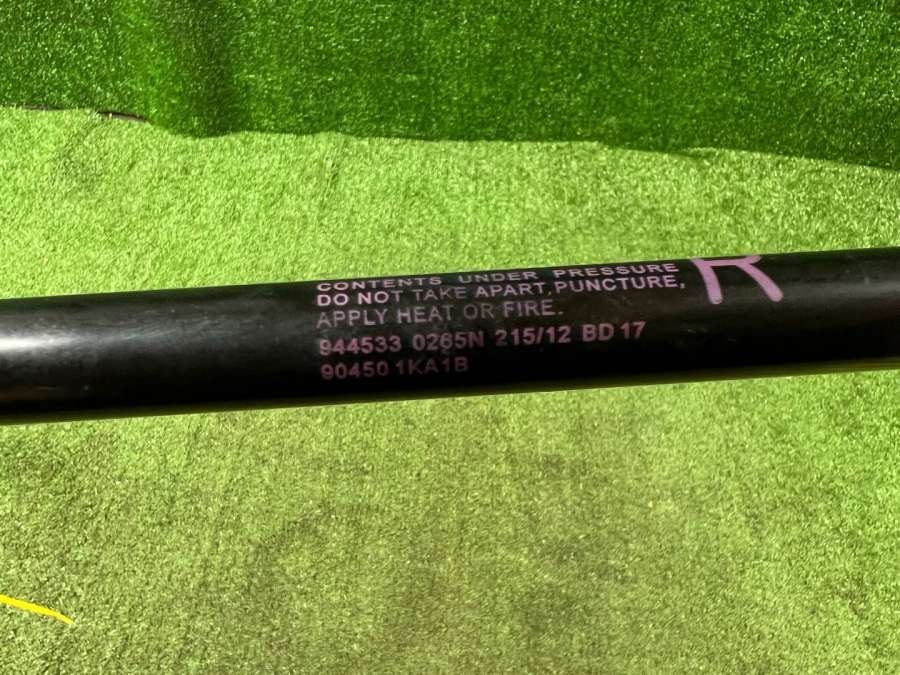 CONTENTS UNDER PRESSURE
DO NOT TAKE APART, PUNCTURE,
APPLY HEAT OR FIRE.
944533 0265N 215/12 BD 17
90450 1KA1B
R